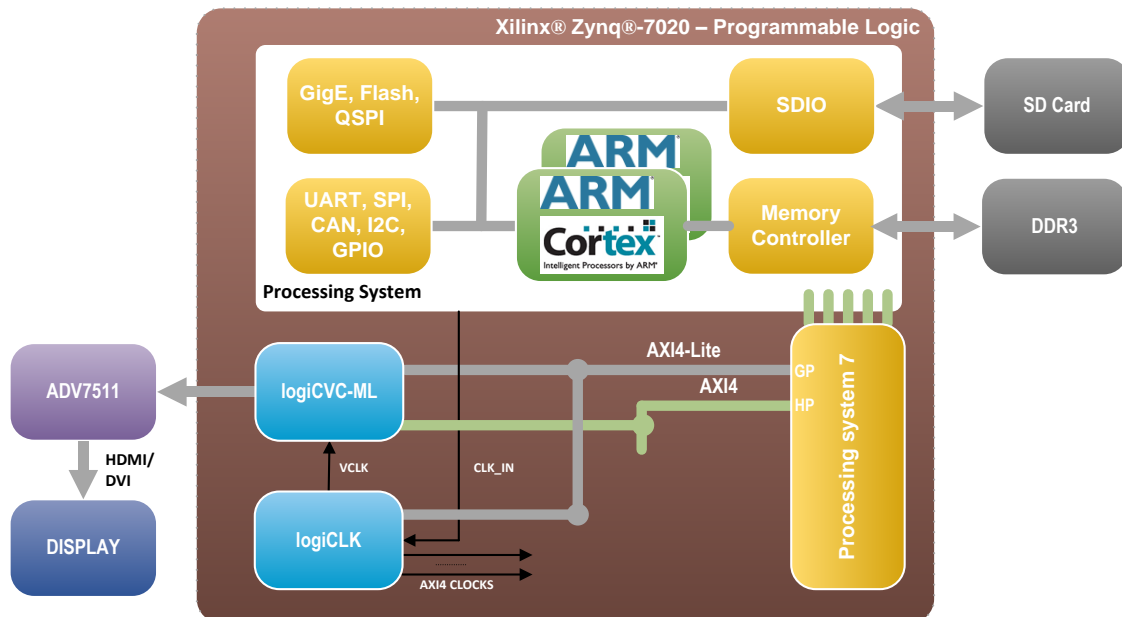 Xilinx® Zynq®-7020 – Programmable Logic
GigE, Flash,
QSPI
SDIO
SD Card
ARM
ARM
Cortex
Intelligent Processors by ARM®
UART, SPI,
CAN, I2C,
GPIO
Memory
Controller
DDR3
Processing System
AXI4-Lite
AXI4
GP
HP
Processing system 7
ADV7511
logiCVC-ML
HDMI/
DVI
VCLK
CLK_IN
DISPLAY
logiCLK
..............
AXI4 CLOCKS